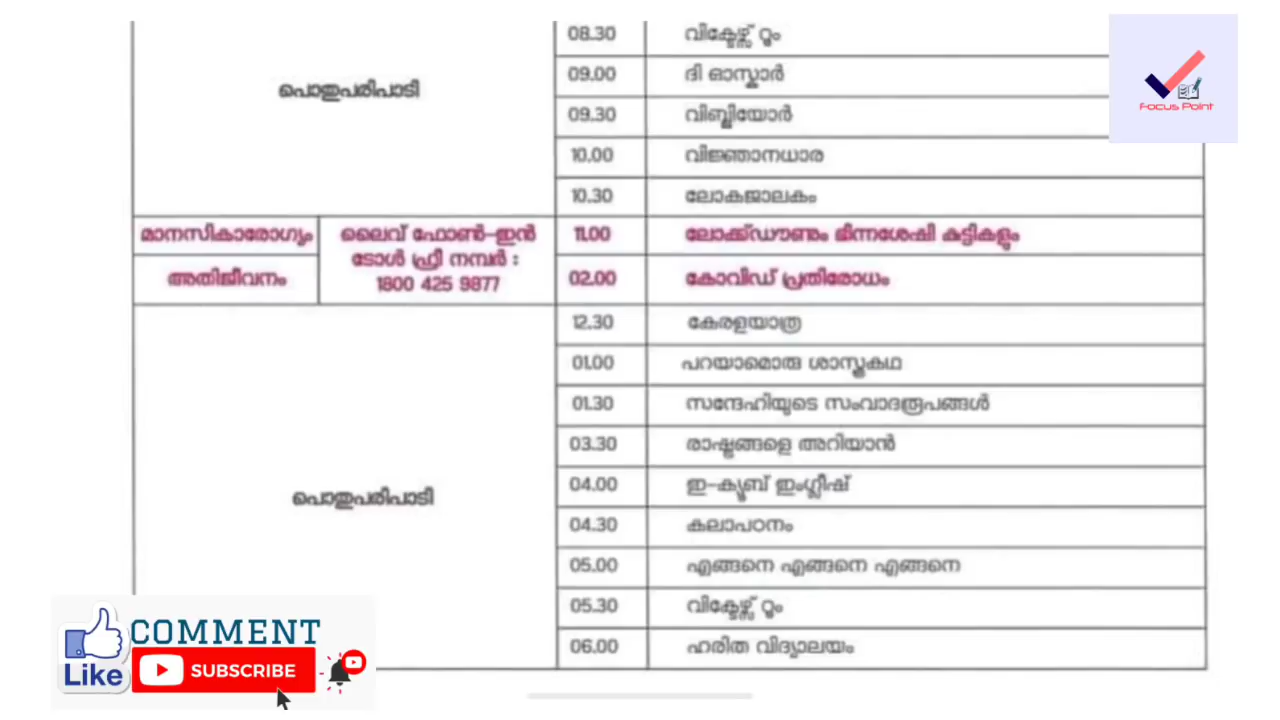 08.30 വിക്ടേഴ്സ് റൂം
09.00 ദി ഓസ്കാർ
പൊതുപരിപാടി
09.30 വിബ്ജിയോർ
10.00 വിജ്ഞാനധാര
10.30 ലോകജാലകം
മാനസികാരോഗ്യം
ലൈവ് ഫോൺ-ഇൻ
ടോൾ ഫ്രീ നമ്പർ :
1800 425 9877
11.00 ലോക്ക്ഡൗണും ഭിന്നശേഷി കുട്ടികളും
അതിജീവനം
02.00 കോവിഡ് പ്രതിരോധം
12.30 കേരളയാത്ര
01.00 പറയാമൊരു ശാസ്ത്രകഥ
01.30 സന്ദേഹിയുടെ സംവാദരൂപങ്ങൾ
03.30 രാഷ്ട്രങ്ങളെ അറിയാൻ
04.00 ഇ-ക്യൂബ് ഇംഗ്ലീഷ്
പൊതുപരിപാടി
04.30 കലാപഠനം
05.00 എങ്ങനെ എങ്ങനെ എങ്ങനെ
05.30 വിക്ടേഴ്സ് റൂം
06.00 ഹരിത വിദ്യാലയം
Focus Point
COMMENT
Like
SUBSCRIBE